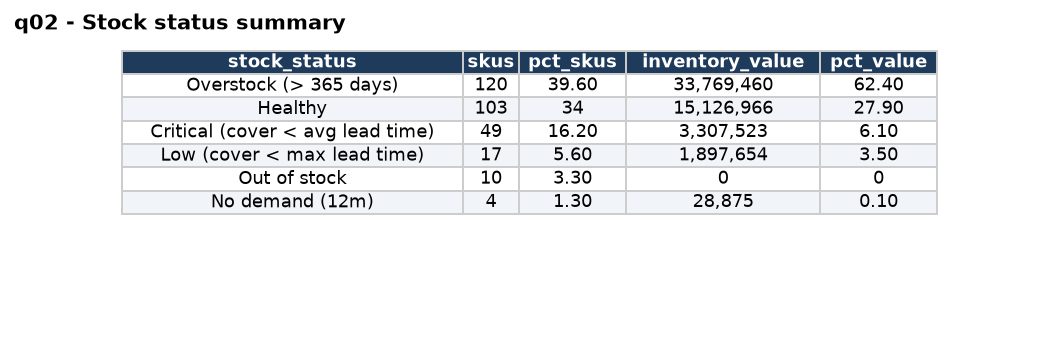 q02 - Stock status summary
stock_status skus pct_skus inventory_value pct_value
Overstock (> 365 days) 120 39.60 33,769,460 62.40
Healthy 103 34 15,126,966 27.90
Critical (cover < avg lead time) 49 16.20 3,307,523 6.10
Low (cover < max lead time) 17 5.60 1,897,654 3.50
Out of stock 10 3.30 0 0
No demand (12m) 4 1.30 28,875 0.10